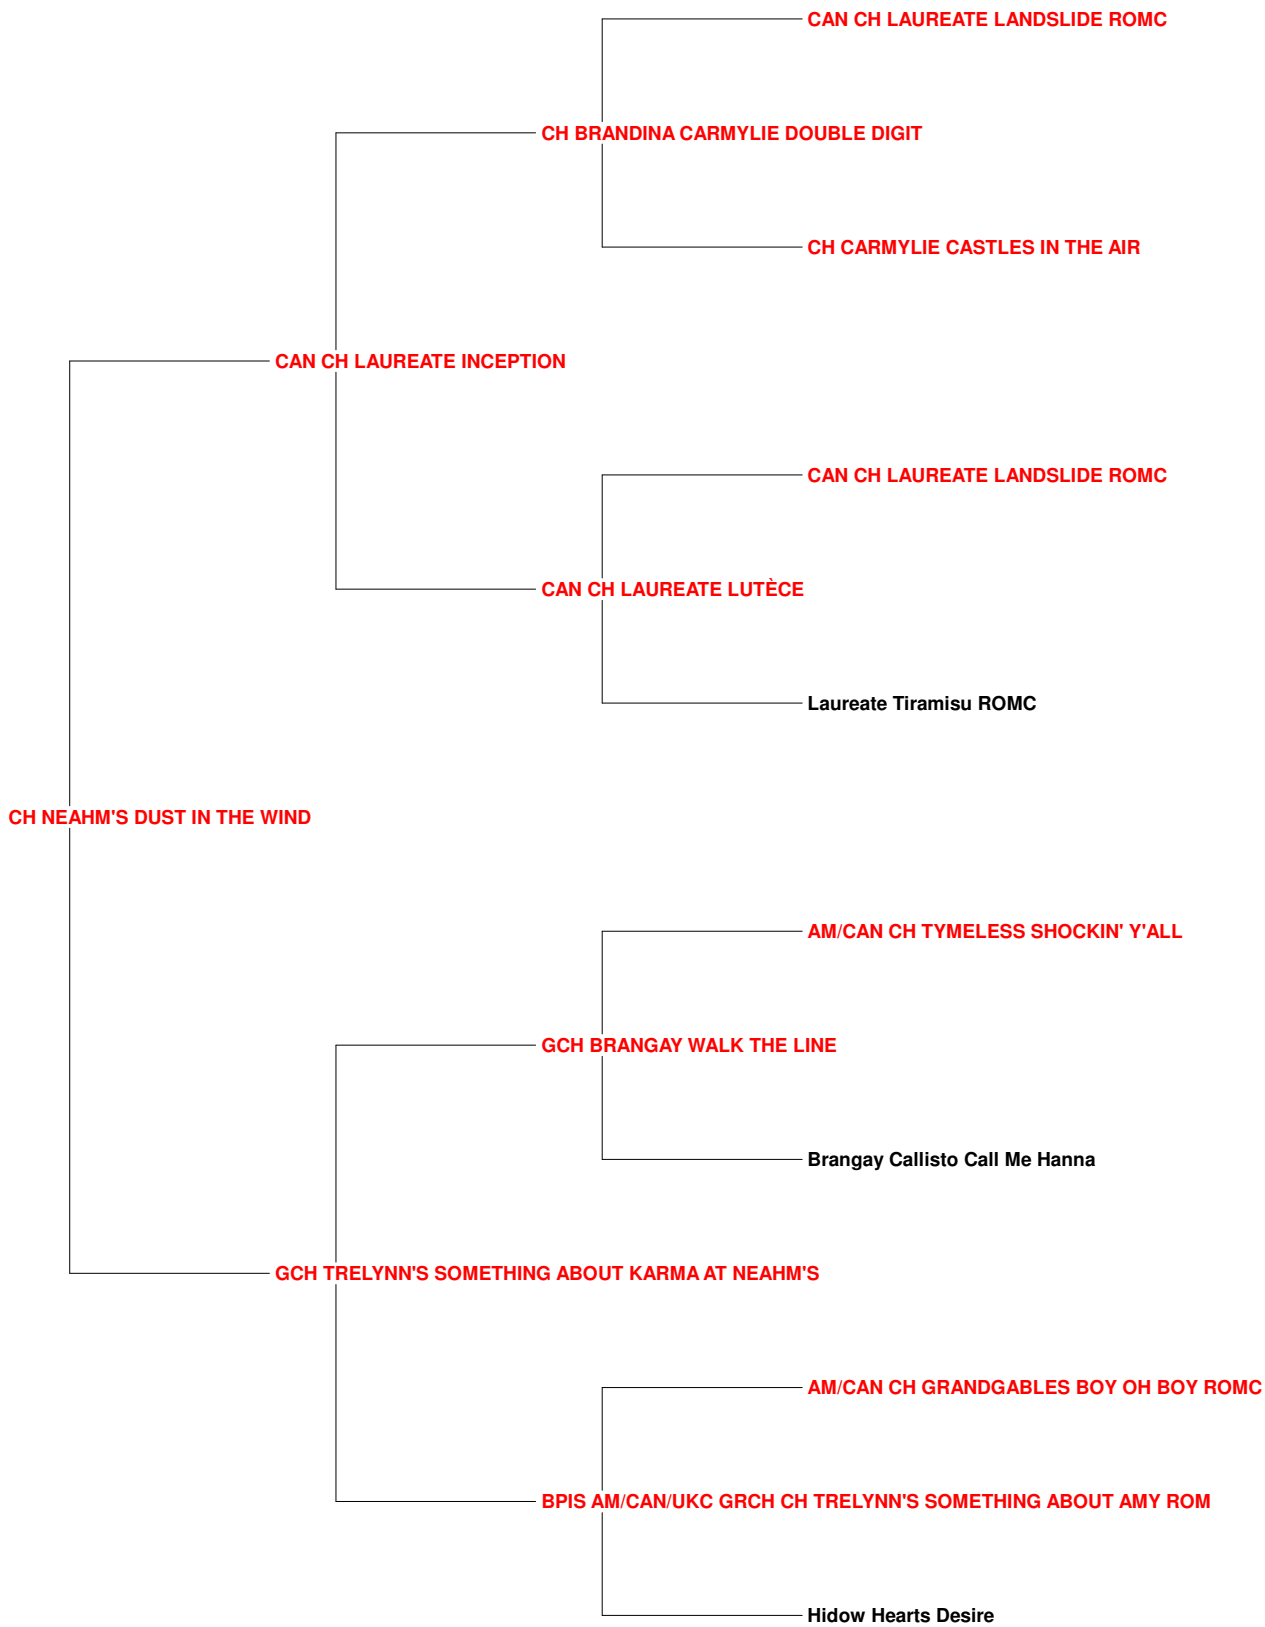 CAN CH LAUREATE LANDSLIDE ROMC
CH BRANDINA CARMYLIE DOUBLE DIGIT
CH CARMYLIE CASTLES IN THE AIR
CAN CH LAUREATE INCEPTION
CAN CH LAUREATE LANDSLIDE ROMC
CAN CH LAUREATE LUTÈCE
Laureate Tiramisu ROMC
CH NEAHM'S DUST IN THE WIND
AM/CAN CH TYMELESS SHOCKIN' Y'ALL
GCH BRANGAY WALK THE LINE
Brangay Callisto Call Me Hanna
GCH TRELYNN'S SOMETHING ABOUT KARMA AT NEAHM'S
AM/CAN CH GRANDGABLES BOY OH BOY ROMC
BPIS AM/CAN/UKC GRCH CH TRELYNN'S SOMETHING ABOUT AMY ROM
Hidow Hearts Desire